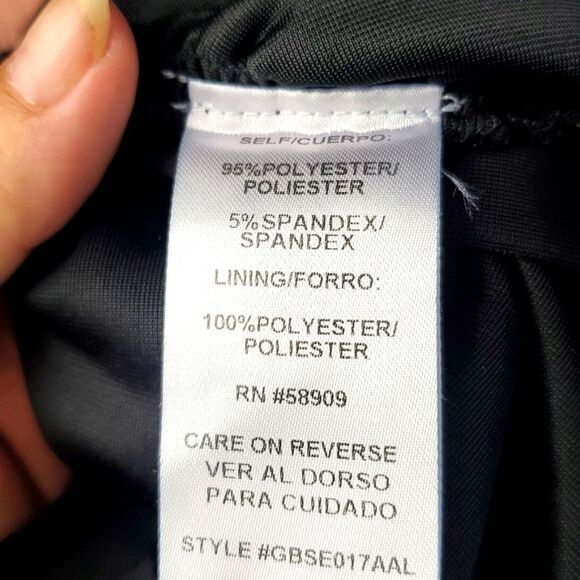 SELF/CUERPO:
95%POLYESTER/
POLIESTER
5%SPANDEX/
SPANDEX
LINING/FORRO:
100%POLYESTER/
POLIESTER
RN #58909
CARE ON REVERSE
VER AL DORSO
PARA CUIDADO
STYLE #GBSE017AAL